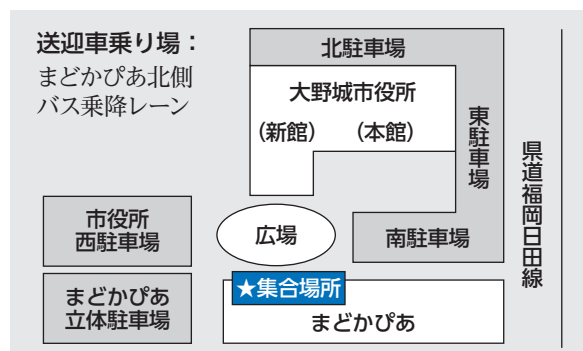 送迎車乗り場：
まどかぴあ北側
バス乗降レーン
北駐車場
大野城市役所
（新館）
（本館）
東駐車場
県道福岡日田線
市役所
西駐車場
広場
南駐車場
まどかぴあ
立体駐車場
★集合場所
まどかぴあ